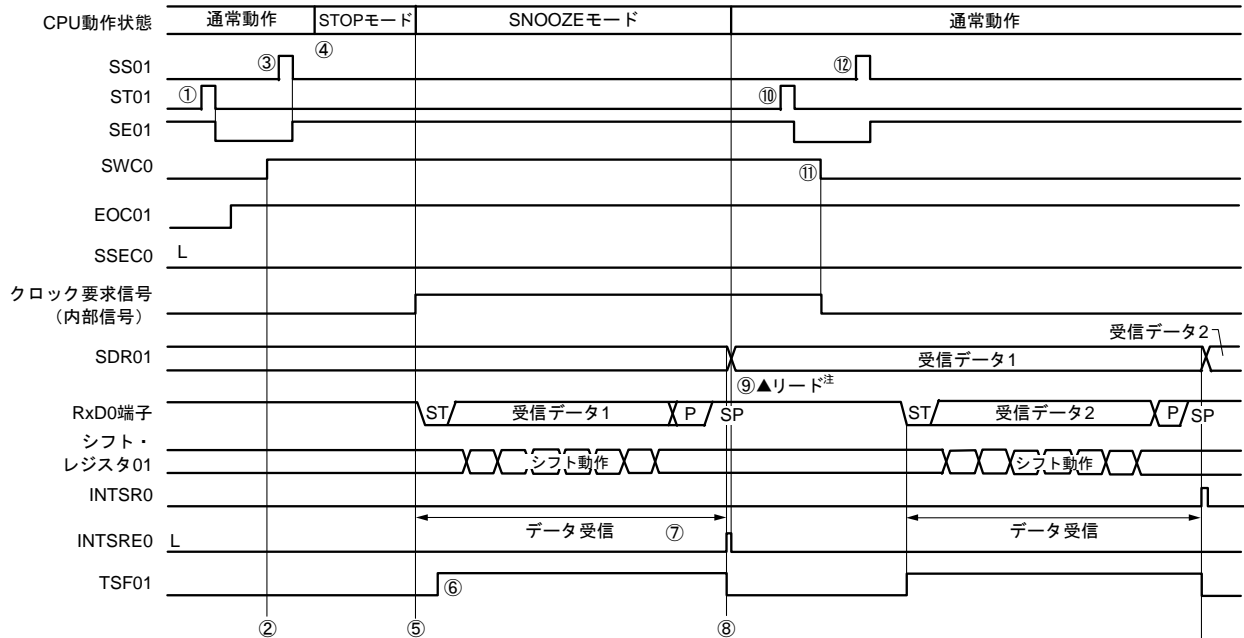 CPU動作状態 通常動作 STOPモード SNOOZEモード 通常動作
④
SS01 ③ ⑫
ST01 ① ⑩
SE01
SWC0 ⑪
EOC01
SSEC0 L
クロック要求信号
（内部信号）
受信データ2
SDR01 受信データ1
⑨▲リード注
RxD0端子 ST 受信データ1 P SP ST 受信データ2 P SP
シフト・
レジスタ01 シフト動作 シフト動作
INTSR0
データ受信 ⑦ データ受信
INTSRE0 L
TSF01 ⑥
② ⑤ ⑧